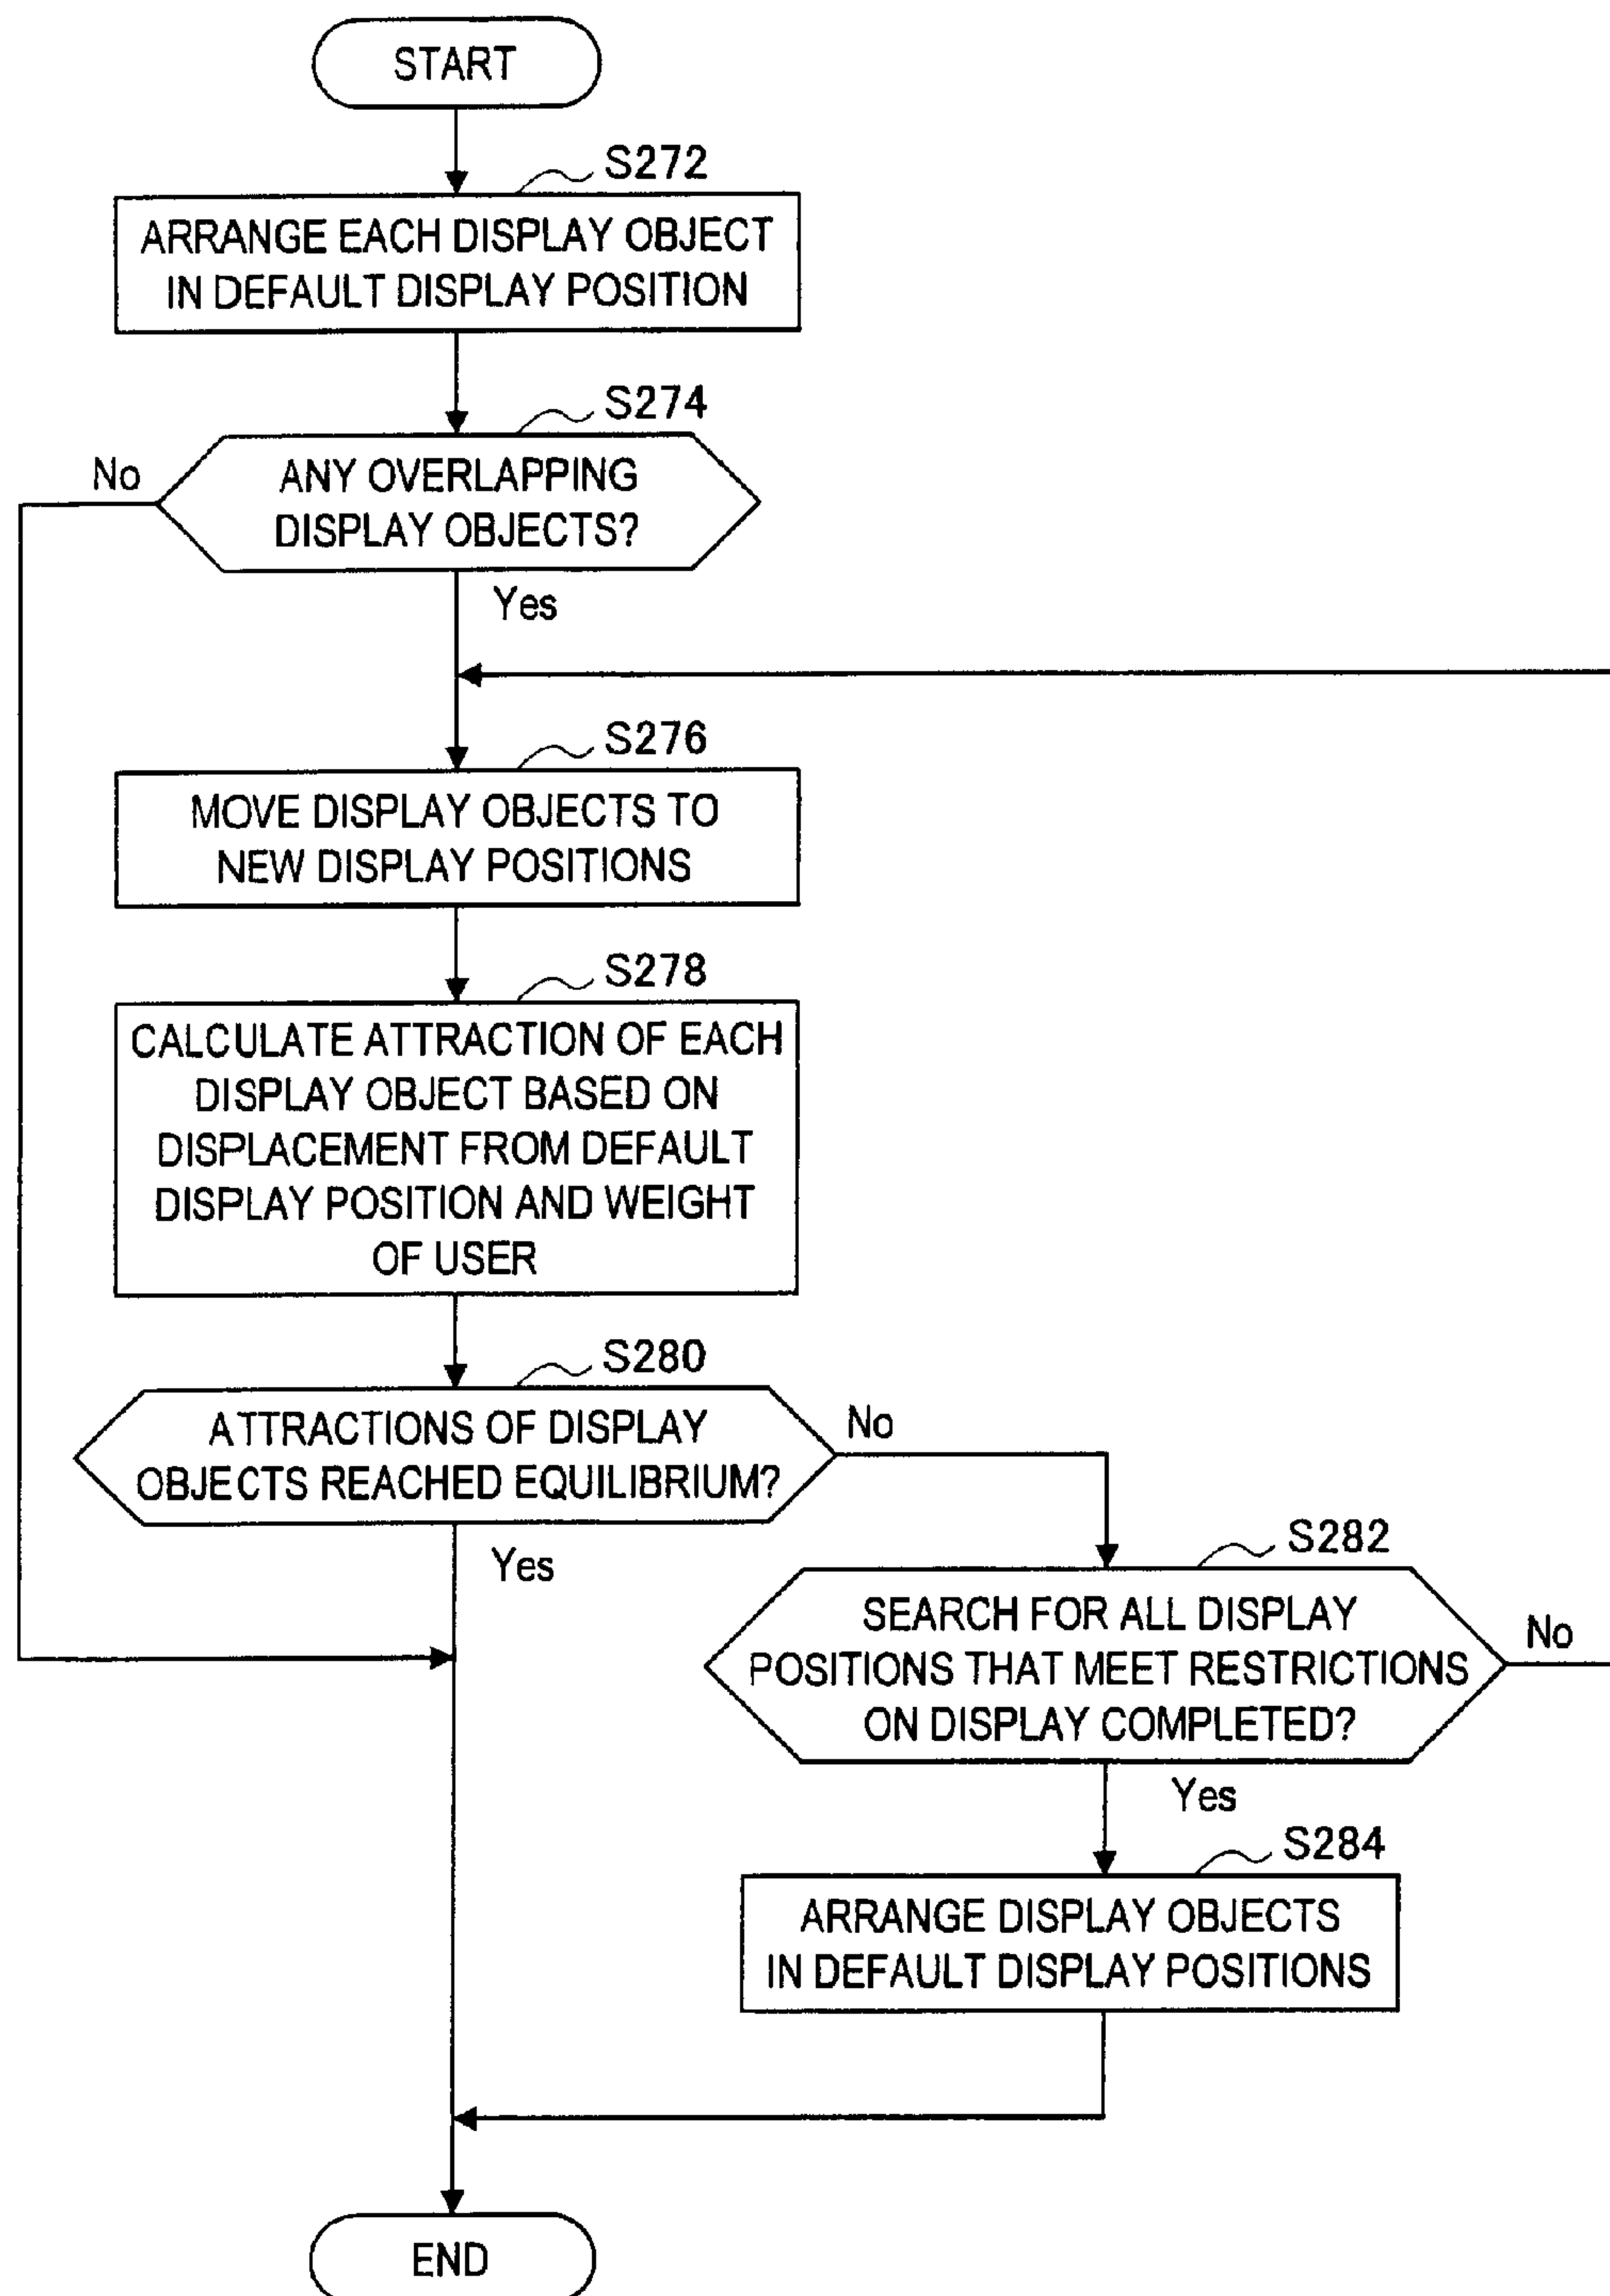 START
S272
ARRANGE EACH DISPLAY OBJECT
IN DEFAULT DISPLAY POSITION
S274
No
ANY OVERLAPPING
DISPLAY OBJECTS?
Yes
S276
MOVE DISPLAY OBJECTS TO
NEW DISPLAY POSITIONS
S278
CALCULATE ATTRACTION OF EACH
DISPLAY OBJECT BASED ON
DISPLACEMENT FROM DEFAULT
DISPLAY POSITION AND WEIGHT
OF USER
S280
ATTRACTIONS OF DISPLAY
OBJECTS REACHED EQUILIBRIUM?
No
Yes
S282
SEARCH FOR ALL DISPLAY
POSITIONS THAT MEET RESTRICTIONS
ON DISPLAY COMPLETED?
No
Yes
S284
ARRANGE DISPLAY OBJECTS
IN DEFAULT DISPLAY POSITIONS
END